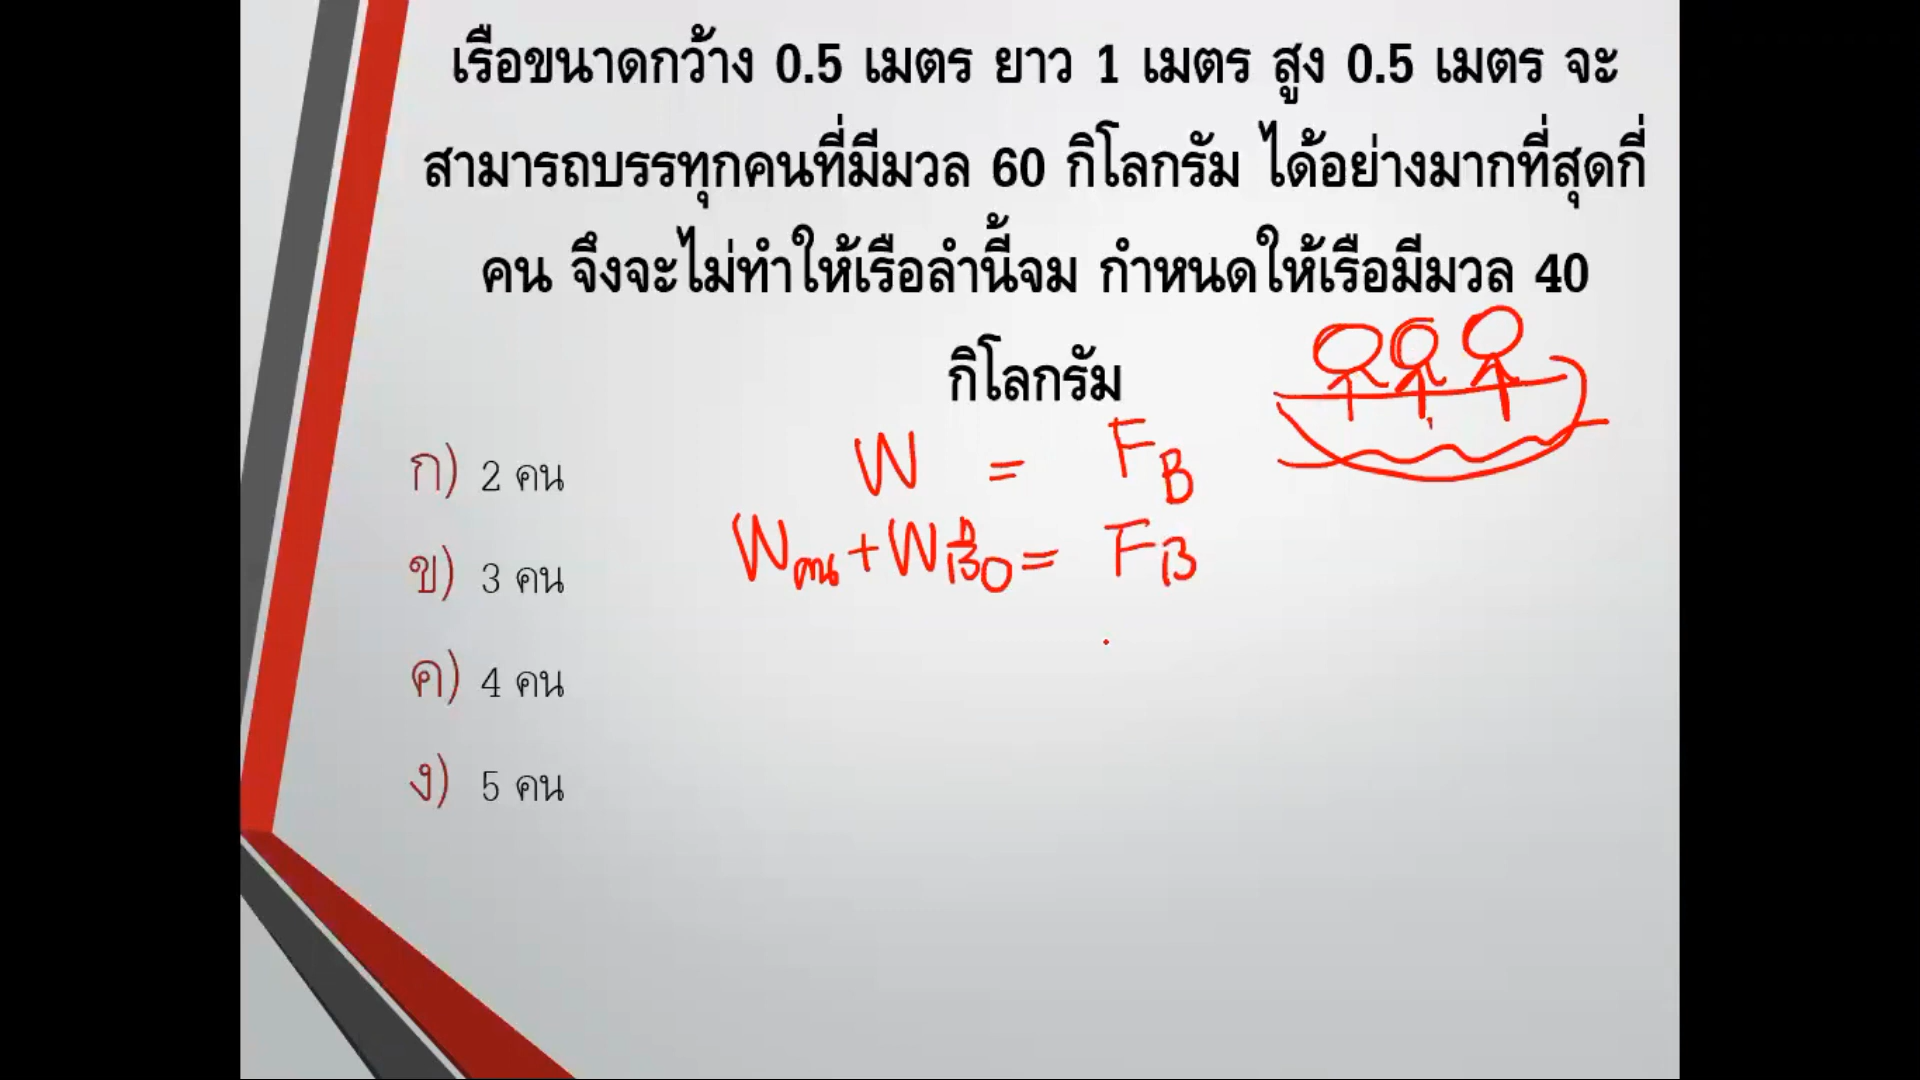 เรือขนาดกว้าง 0.5 เมตร ยาว 1 เมตร สูง 0.5 เมตร จะ
สามารถบรรทุกคนที่มีมวล 60 กิโลกรัม ได้อย่างมากที่สุดกี่
คน จึงจะไม่ทำให้เรือลำนี้จม กำหนดให้เรือมีมวล 40
กิโลกรัม
W = F_B
W_คน + W_เรือ = F_B
ก) 2 คน
ข) 3 คน
ค) 4 คน
ง) 5 คน